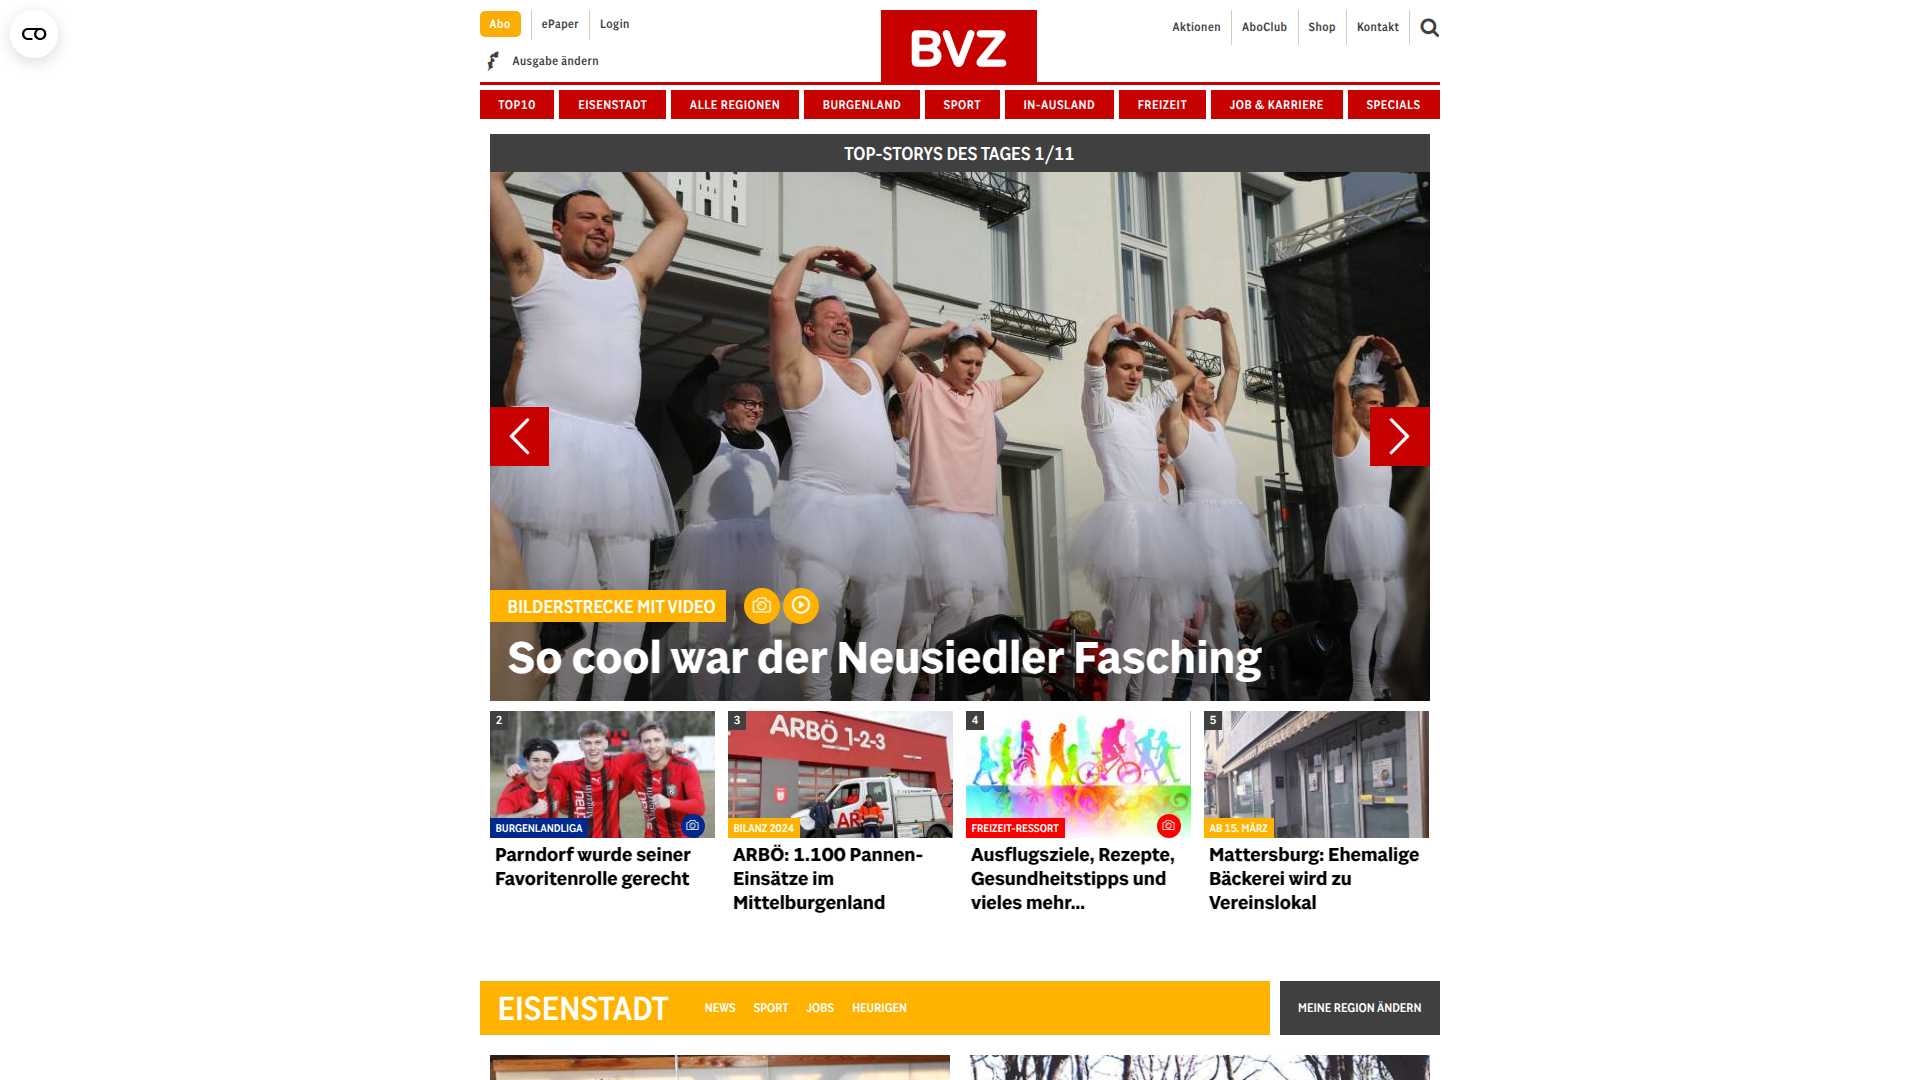 Abo
ePaper
Login
Ausgabe ändern
BVZ
Aktionen
AboClub
Shop
Kontakt
TOP10
EISENSTADT
ALLE REGIONEN
BURGENLAND
SPORT
IN-AUSLAND
FREIZEIT
JOB & KARRIERE
SPECIALS
TOP-STORYS DES TAGES 1/11
BILDERSTRECKE MIT VIDEO
So cool war der Neusiedler Fasching
2
BURGENLANDLIGA
Parndorf wurde seiner
Favoritenrolle gerecht
3
ARBÖ 1-2-3
BILANZ 2024
ARBÖ: 1.100 Pannen-
Einsätze im
Mittelburgenland
4
FREIZEIT-RESSORT
Ausflugsziele, Rezepte,
Gesundheitstipps und
vieles mehr...
5
AB 15. MÄRZ
Mattersburg: Ehemalige
Bäckerei wird zu
Vereinslokal
EISENSTADT
NEWS
SPORT
JOBS
HEURIGEN
MEINE REGION ÄNDERN